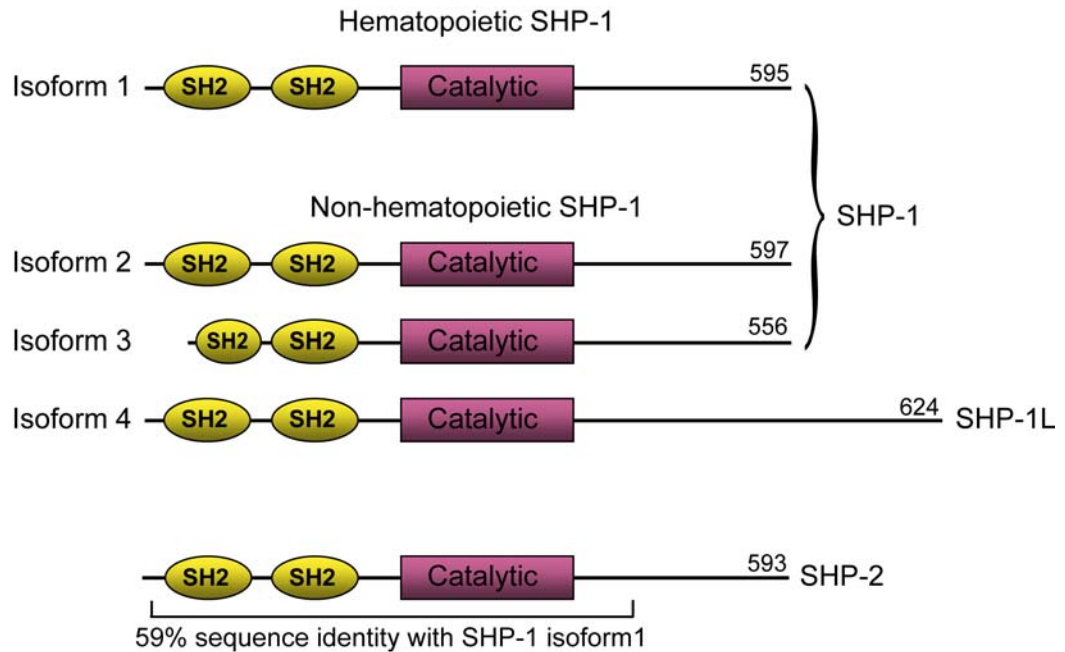 Hematopoietic SHP-1
Isoform 1 SH2 SH2 Catalytic 595
SHP-1
Non-hematopoietic SHP-1
Isoform 2 SH2 SH2 Catalytic 597
Isoform 3 SH2 SH2 Catalytic 556
Isoform 4 SH2 SH2 Catalytic 624 SHP-1L
SH2 SH2 Catalytic 593 SHP-2
59% sequence identity with SHP-1 isoform1